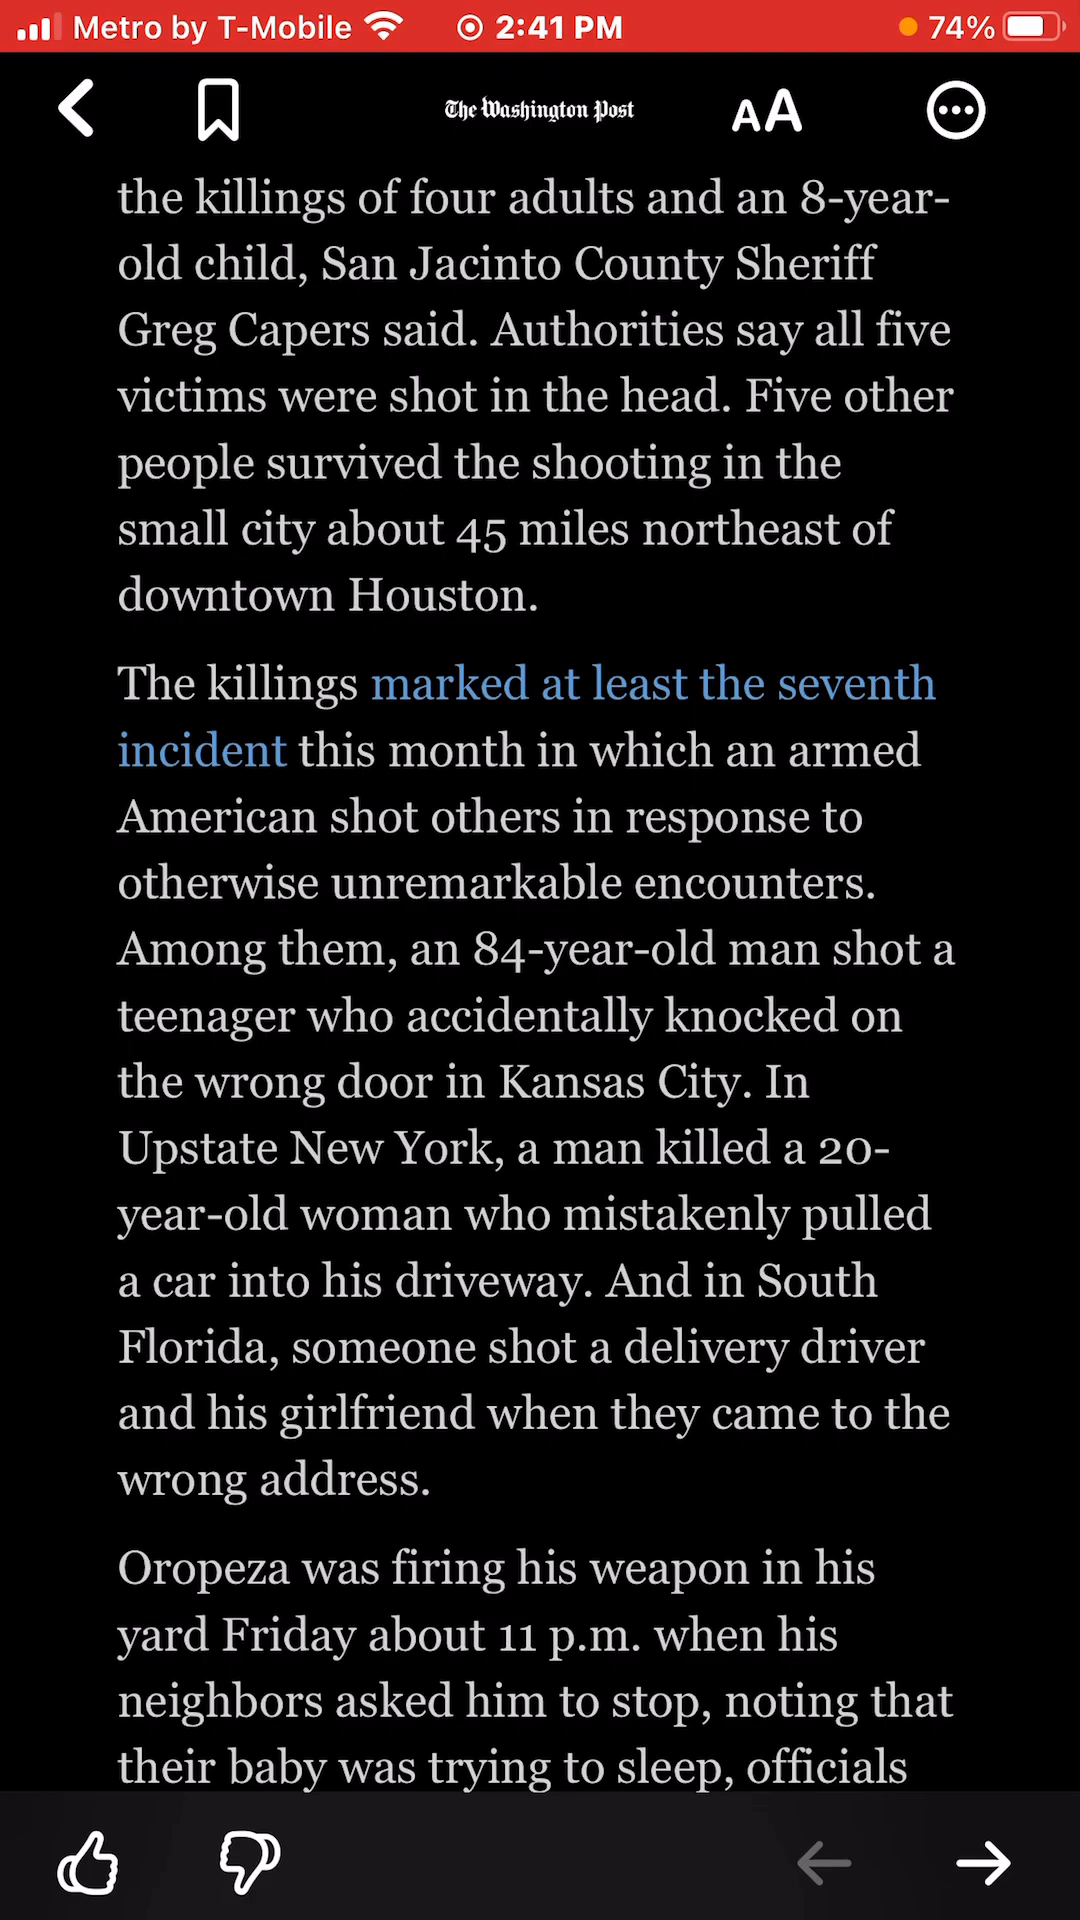 Metro by T-Mobile 2:41 PM 74%
The Washington Post AA
the killings of four adults and an 8-year-
old child, San Jacinto County Sheriff
Greg Capers said. Authorities say all five
victims were shot in the head. Five other
people survived the shooting in the
small city about 45 miles northeast of
downtown Houston.
The killings marked at least the seventh
incident this month in which an armed
American shot others in response to
otherwise unremarkable encounters.
Among them, an 84-year-old man shot a
teenager who accidentally knocked on
the wrong door in Kansas City. In
Upstate New York, a man killed a 20-
year-old woman who mistakenly pulled
a car into his driveway. And in South
Florida, someone shot a delivery driver
and his girlfriend when they came to the
wrong address.
Oropeza was firing his weapon in his
yard Friday about 11 p.m. when his
neighbors asked him to stop, noting that
their baby was trying to sleep, officials